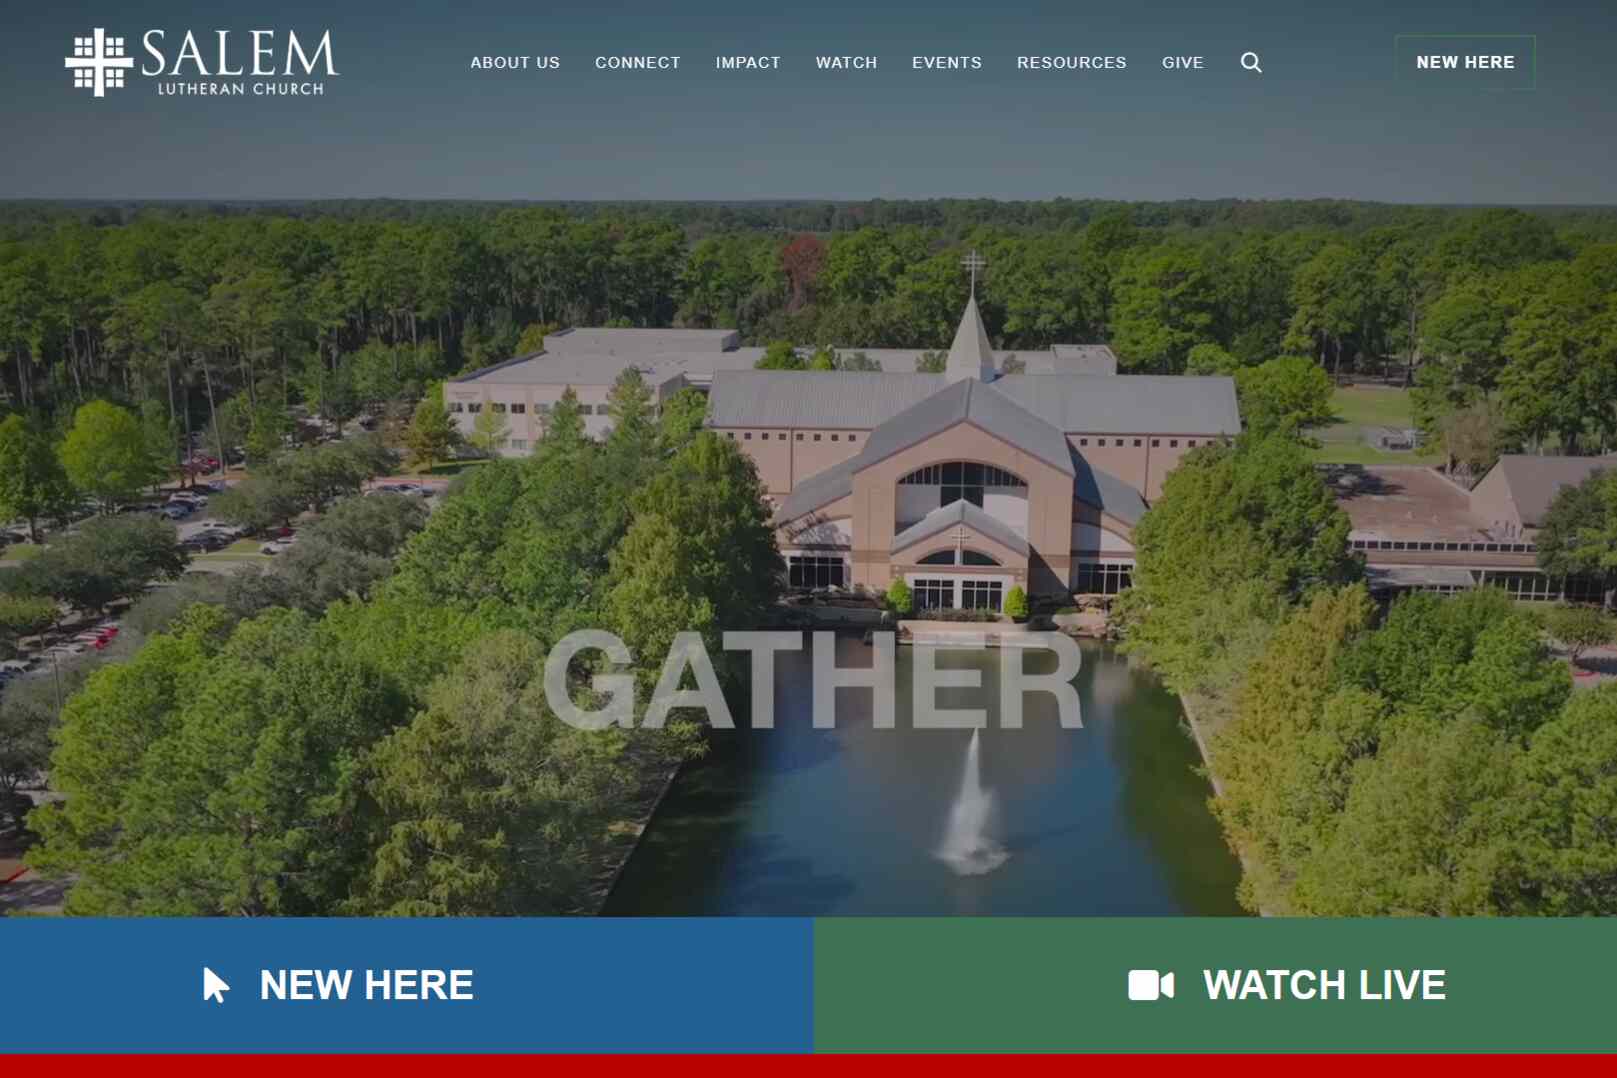 SALEM
LUTHERAN CHURCH
ABOUT US
CONNECT
IMPACT
WATCH
EVENTS
RESOURCES
GIVE
NEW HERE
GATHER
NEW HERE
WATCH LIVE